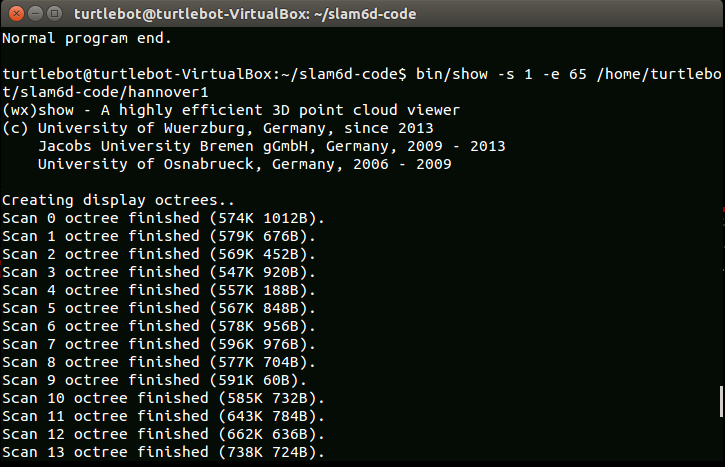 turtlebot@turtlebot-VirtualBox: ~/slam6d-code
Normal program end.
turtlebot@turtlebot-VirtualBox:~/slam6d-code$ bin/show -s 1 -e 65 /home/turtlebo
t/slam6d-code/hannover1
(wx)show - A highly efficient 3D point cloud viewer
(c) University of Wuerzburg, Germany, since 2013
Jacobs University Bremen gGmbH, Germany, 2009 - 2013
University of Osnabrueck, Germany, 2006 - 2009
Creating display octrees..
Scan 0 octree finished (574K 1012B).
Scan 1 octree finished (579K 676B).
Scan 2 octree finished (569K 452B).
Scan 3 octree finished (547K 920B).
Scan 4 octree finished (557K 188B).
Scan 5 octree finished (567K 848B).
Scan 6 octree finished (578K 956B).
Scan 7 octree finished (596K 976B).
Scan 8 octree finished (577K 704B).
Scan 9 octree finished (591K 60B).
Scan 10 octree finished (585K 732B).
Scan 11 octree finished (643K 784B).
Scan 12 octree finished (662K 636B).
Scan 13 octree finished (738K 724B).